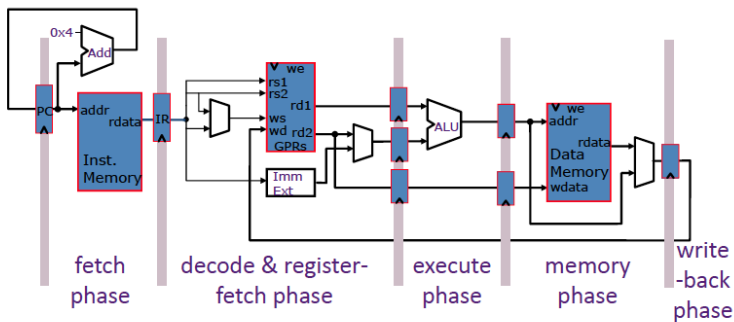 0x4
Add
PC
addr
rdata
Inst.
Memory
IR
we
rs1
rs2
rd1
ws
wd
rd2
GPRs
Imm
Ext
ALU
we
addr
rdata
Data
Memory
wdata
fetch
phase
decode & register-
fetch phase
execute
phase
memory
phase
write
-back
phase